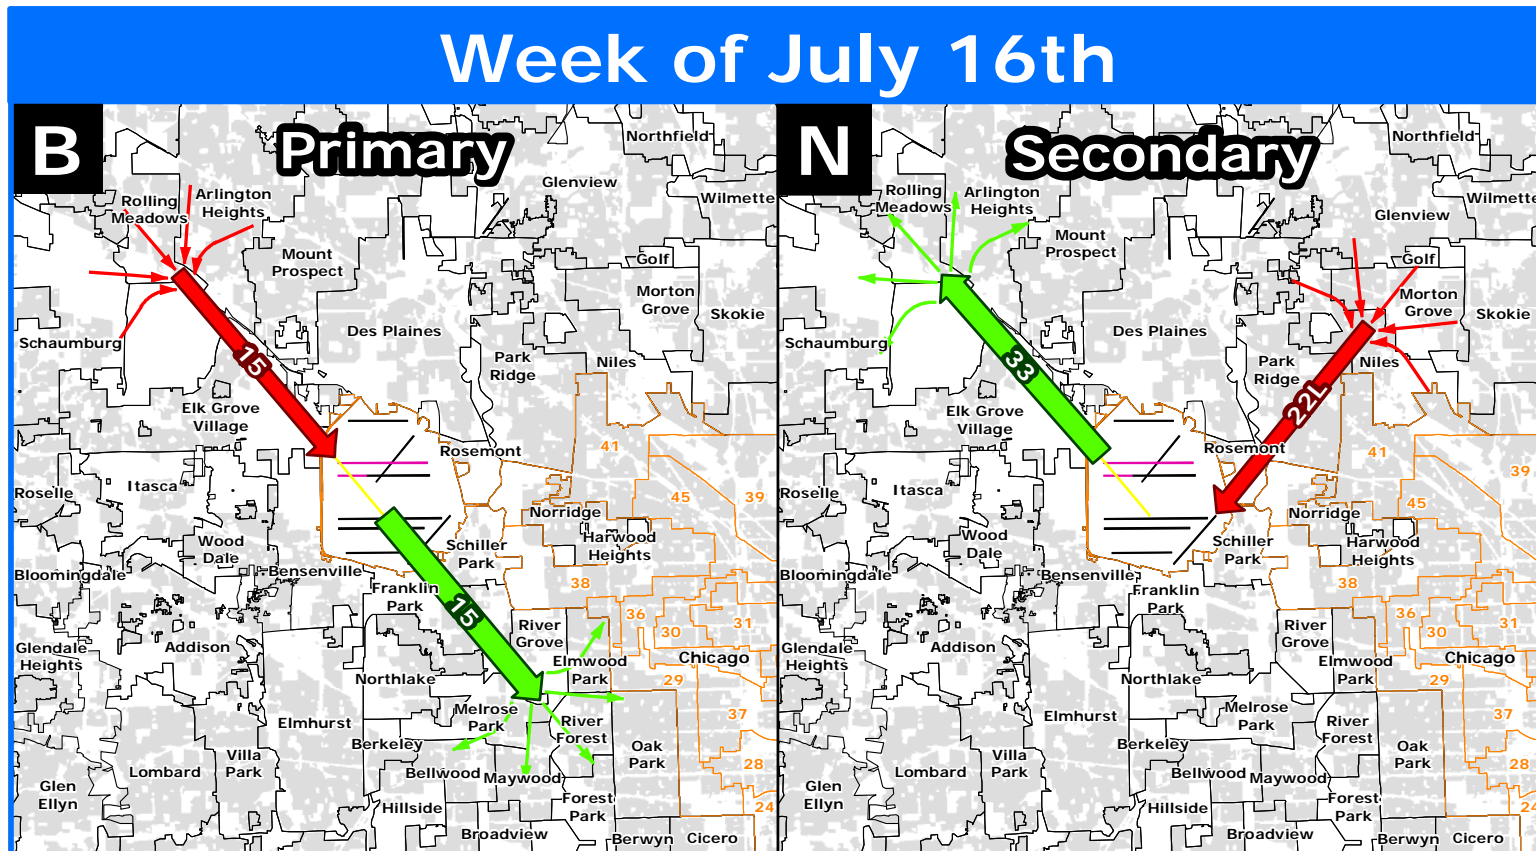 Week of July 16th
B
Primary
Northfield
Glenview
Wilmette
Rolling
Meadows
Arlington
Heights
Mount
Prospect
Golf
Morton
Grove
Skokie
Schaumburg
Des Plaines
Park
Ridge
Niles
15
Elk Grove
Village
Rosemont
41
45
39
Roselle
Itasca
Norridge
Harwood
Heights
Wood
Dale
Schiller
Park
Bloomingdale
Bensenville
Franklin
Park
38
15
36
30
31
River
Grove
Glendale
Heights
Addison
Elmwood
Park
Chicago
29
Northlake
Melrose
Park
37
Elmhurst
River
Forest
Berkeley
Oak
Park
Villa
Park
Lombard
Bellwood
Maywood
28
Glen
Ellyn
Hillside
Forest
Park
24
Broadview
Berwyn
Cicero
N
Secondary
Northfield
Rolling
Meadows
Arlington
Heights
Wilmette
Glenview
Mount
Prospect
Golf
Morton
Grove
Skokie
Schaumburg
Des Plaines
Park
Ridge
Niles
33
22L
Elk Grove
Village
Rosemont
41
39
45
Roselle
Itasca
Norridge
Harwood
Heights
Wood
Dale
Schiller
Park
Bloomingdale
Bensenville
Franklin
Park
38
36
30
31
River
Grove
Glendale
Heights
Addison
Elmwood
Park
Chicago
29
Northlake
Melrose
Park
37
Elmhurst
River
Forest
Berkeley
Oak
Park
Villa
Park
Lombard
Bellwood
Maywood
28
Glen
Ellyn
Hillside
Forest
Park
24
Broadview
Berwyn
Cicero